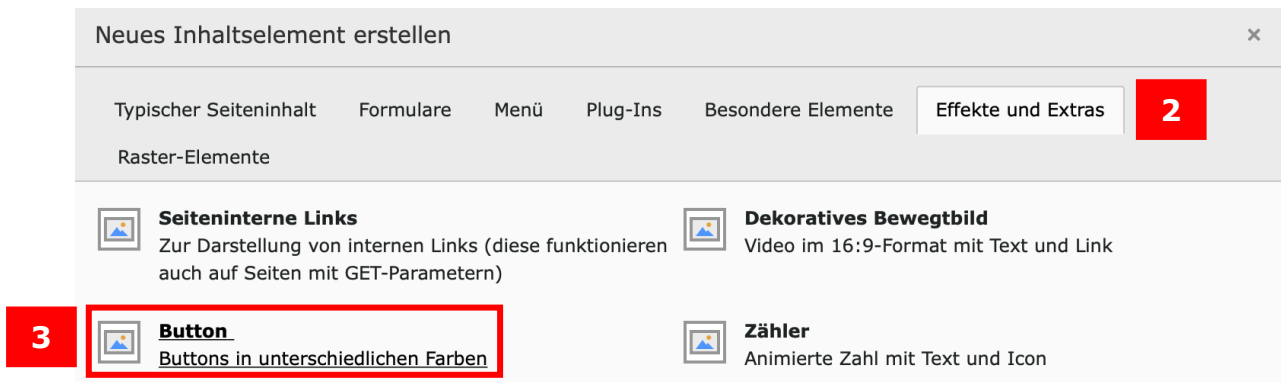 Neues Inhaltselement erstellen ×
Typischer Seiteninhalt Formulare Menü Plug-Ins Besondere Elemente Effekte und Extras 2
Raster-Elemente
Seiteninterne Links
Zur Darstellung von internen Links (diese funktionieren
auch auf Seiten mit GET-Parametern)
Dekoratives Bewegtbild
Video im 16:9-Format mit Text und Link
3
Button
Buttons in unterschiedlichen Farben
Zähler
Animierte Zahl mit Text und Icon